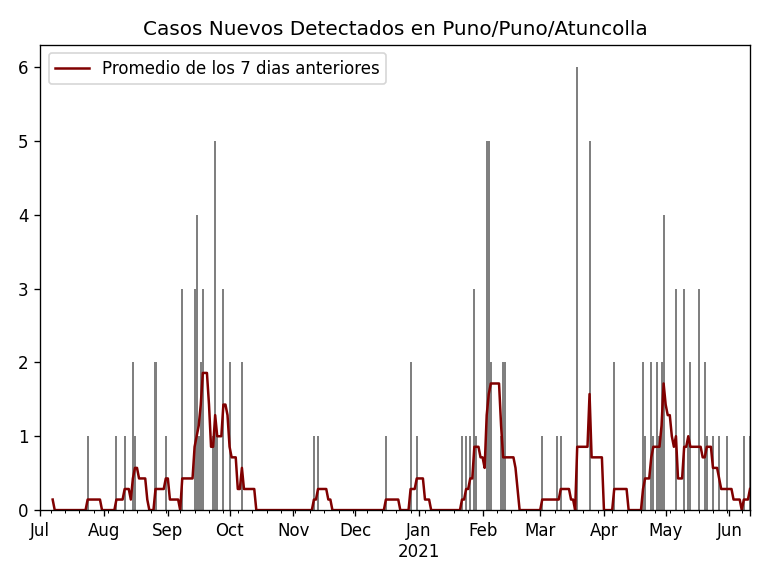 Casos Nuevos Detectados en Puno/Puno/Atuncolla
Promedio de los 7 dias anteriores
6
5
4
3
2
1
0
Jul Aug Sep Oct Nov Dec Jan Feb Mar Apr May Jun
2021